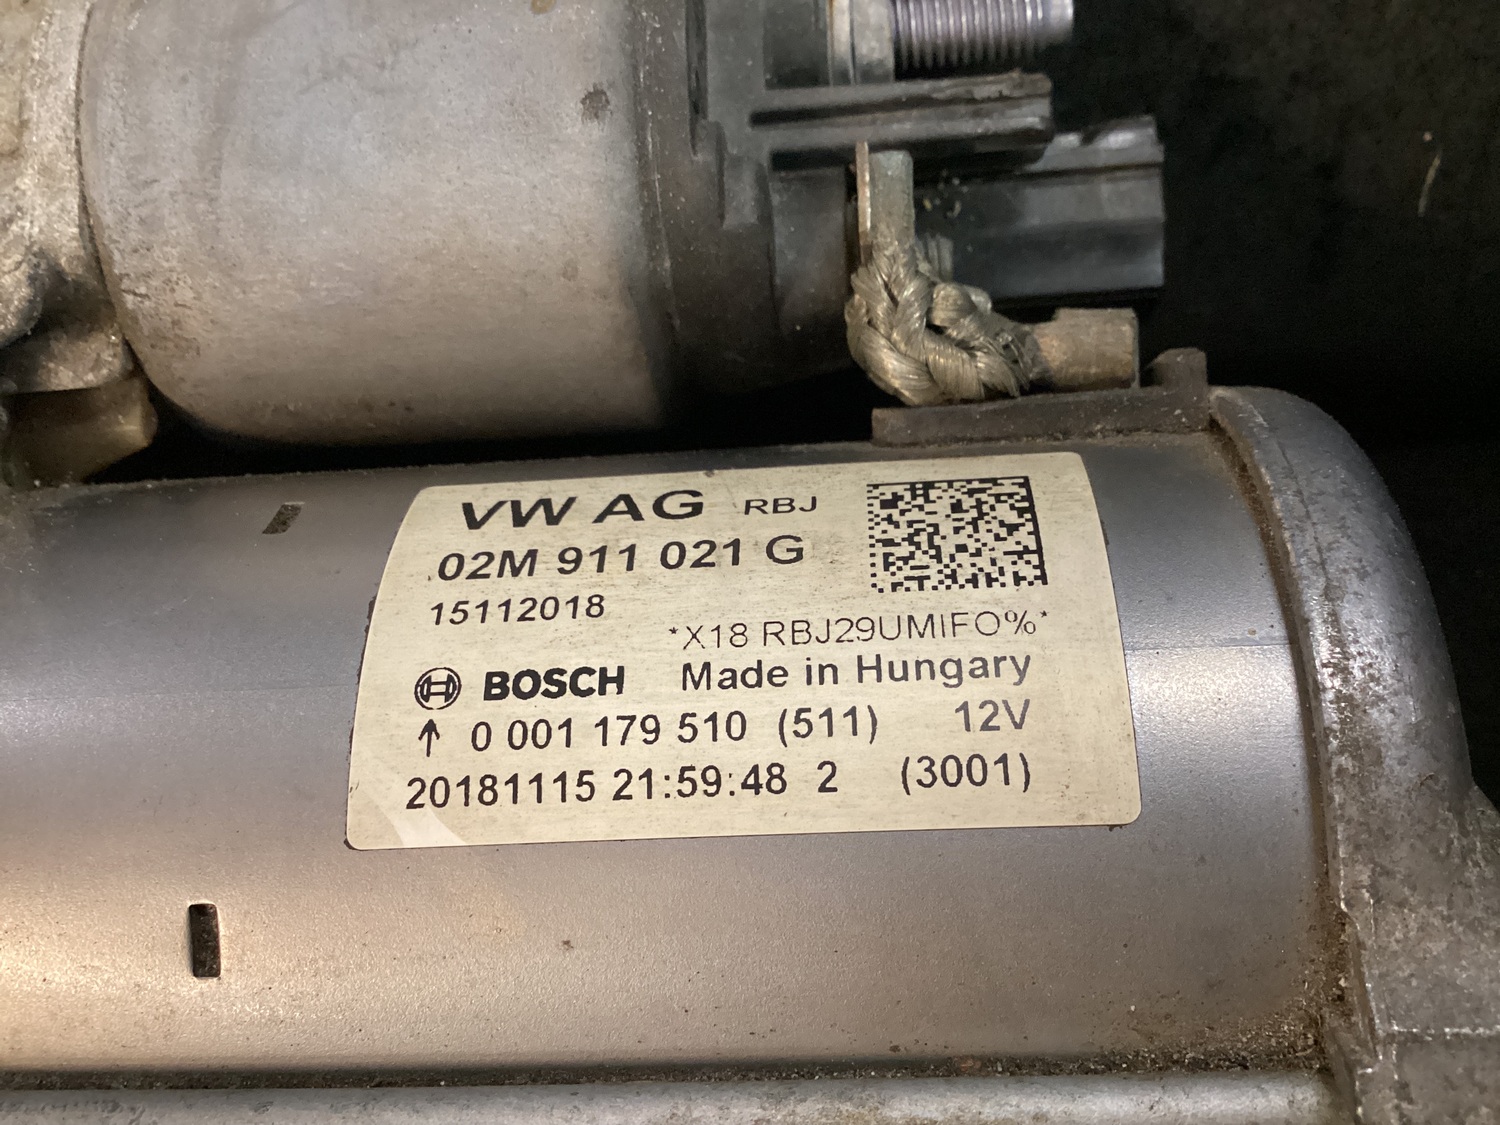 VW AG RBJ
02M 911 021 G
15112018
*X18 RBJ29UMIFO%*
BOSCH Made in Hungary
↑ 0 001 179 510 (511) 12V
20181115 21:59:48 2 (3001)